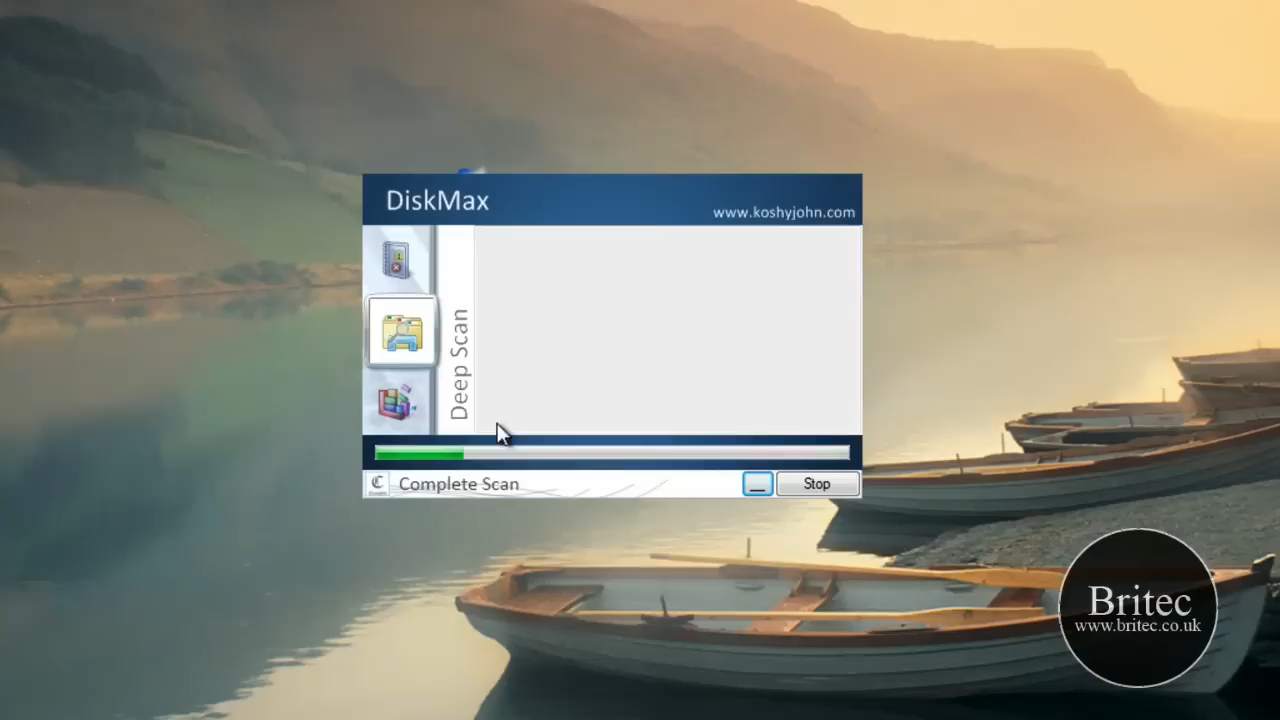 DiskMax
www.koshyjohn.com
Deep Scan
Complete Scan
Stop
Britec
www.britec.co.uk